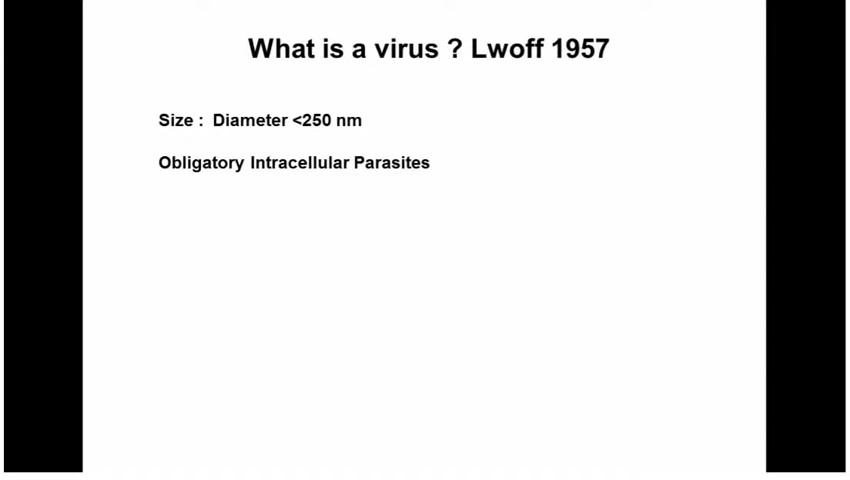 What is a virus ? Lwoff 1957
Size : Diameter <250 nm
Obligatory Intracellular Parasites